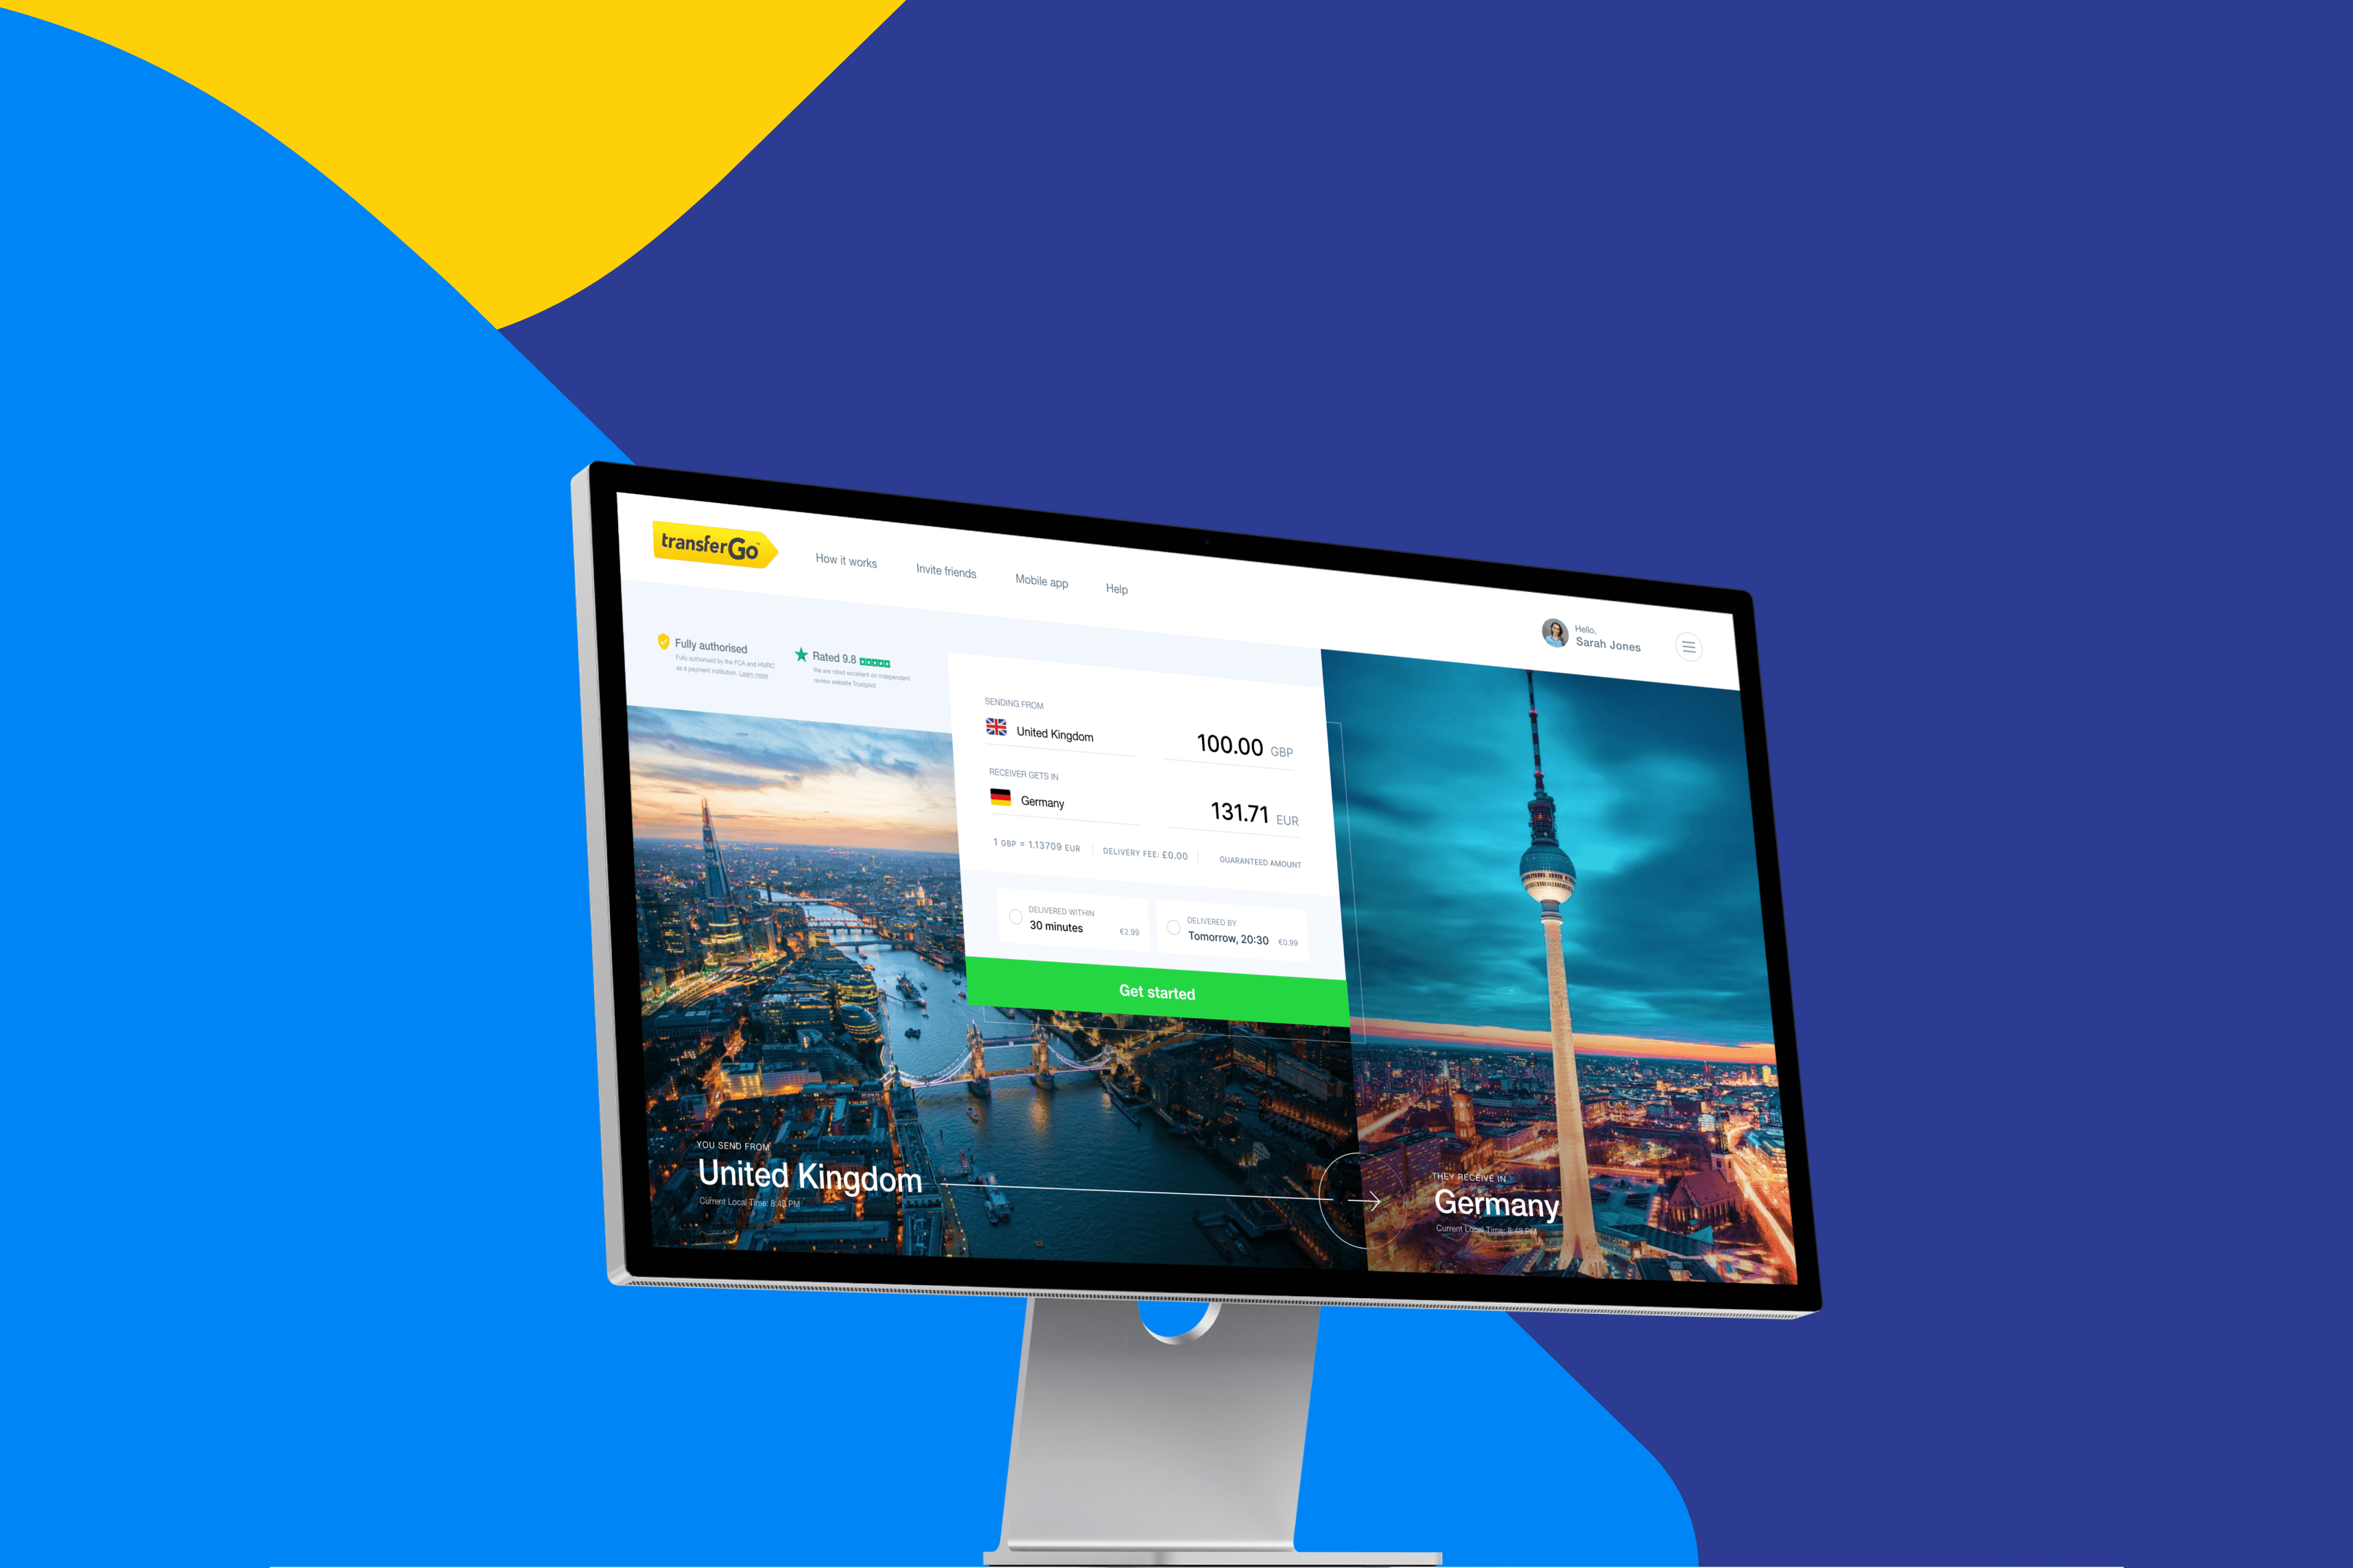 transferGo™
How it works
Invite friends
Mobile app
Help
Hello,
Sarah Jones
Fully authorised
Fully authorised by the FCA and HMRC
as a payment institution. Learn more
Rated 9.8
We are rated excellent on independent
review website Trustpilot
SENDING FROM
United Kingdom
100.00 GBP
RECEIVER GETS IN
Germany
131.71 EUR
1 GBP = 1.13709 EUR
DELIVERY FEE: £0.00
GUARANTEED AMOUNT
DELIVERED WITHIN
30 minutes
€2.99
DELIVERED BY
Tomorrow, 20:30
€0.99
Get started
YOU SEND FROM
United Kingdom
Current Local Time: 8:48 PM
THEY RECEIVE IN
Germany
Current Local Time: 8:48 PM